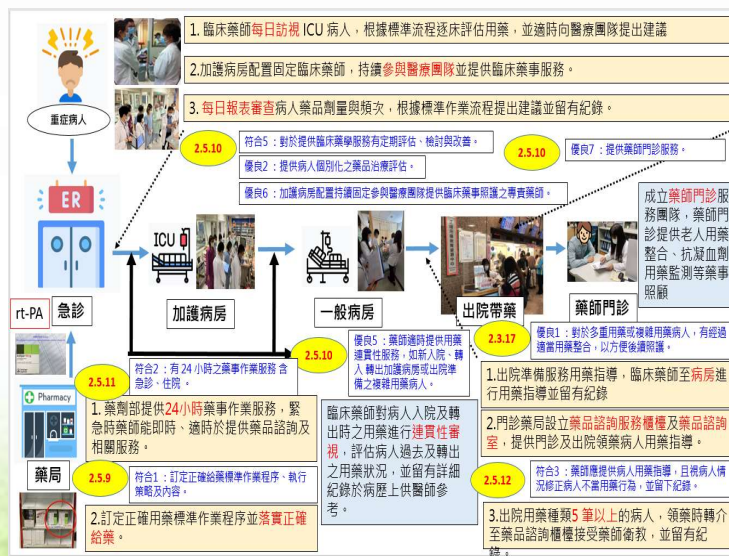 1. 臨床藥師每日訪視 ICU 病人，根據標準流程逐床評估用藥，並適時向醫療團隊提出建議
2.加護病房配置固定臨床藥師，持續參與醫療團隊並提供臨床藥事服務。
3. 每日報表審查病人藥品劑量與頻次，根據標準作業流程提出建議並留有紀錄。
重症病人
2.5.10
符合5：對於提供臨床藥學服務有定期評估、檢討與改善。
優良2：提供病人個別化之藥品治療評估。
優良6：加護病房配置持續固定參與醫療團隊提供臨床藥事照護之專責藥師。
2.5.10
優良7：提供藥師門診服務。
成立藥師門診服
務團隊，藥師門
診提供老人用藥
整合、抗凝血劑
用藥監測等藥事
照顧
ER
ICU
rt-PA
急診
加護病房
一般病房
出院帶藥
藥師門診
2.5.11
符合2：有 24 小時之藥事作業服務 含
急診、住院。
1. 藥劑部提供24小時藥事作業服務，緊
急時藥師能即時、適時於提供藥品諮詢及
相關服務。
Pharmacy
藥局
2.5.9
符合1：訂定正確給藥標準作業程序、執行
策略及內容。
2.訂定正確用藥標準作業程序並落實正確
給藥。
2.5.10
優良5：藥師適時提供用藥
連貫性服務，如新入院、轉
入 轉出加護病房或出院準
備之複雜用藥病人。
臨床藥師對病人入院及轉
出時之用藥進行連貫性審
視，評估病人過去及轉出
之用藥狀況，並留有詳細
紀錄於病歷上供醫師參
考。
2.3.17
優良1：對於多重用藥或複雜用藥病人，有經過
適當用藥整合，以方便後續照護。
1.出院準備服務用藥指導，臨床藥師至病房進
行用藥指導並留有紀錄
2.門診藥局設立藥品諮詢服務櫃檯及藥品諮詢
室，提供門診及出院領藥病人用藥指導。
2.5.12
符合3：藥師應提供病人用藥指導，且視病人情
況修正病人不當用藥行為，並留下紀錄。
3.出院用藥種類5 筆以上的病人，領藥時轉介
至藥品諮詢櫃檯接受藥師衛教，並留有紀
錄。